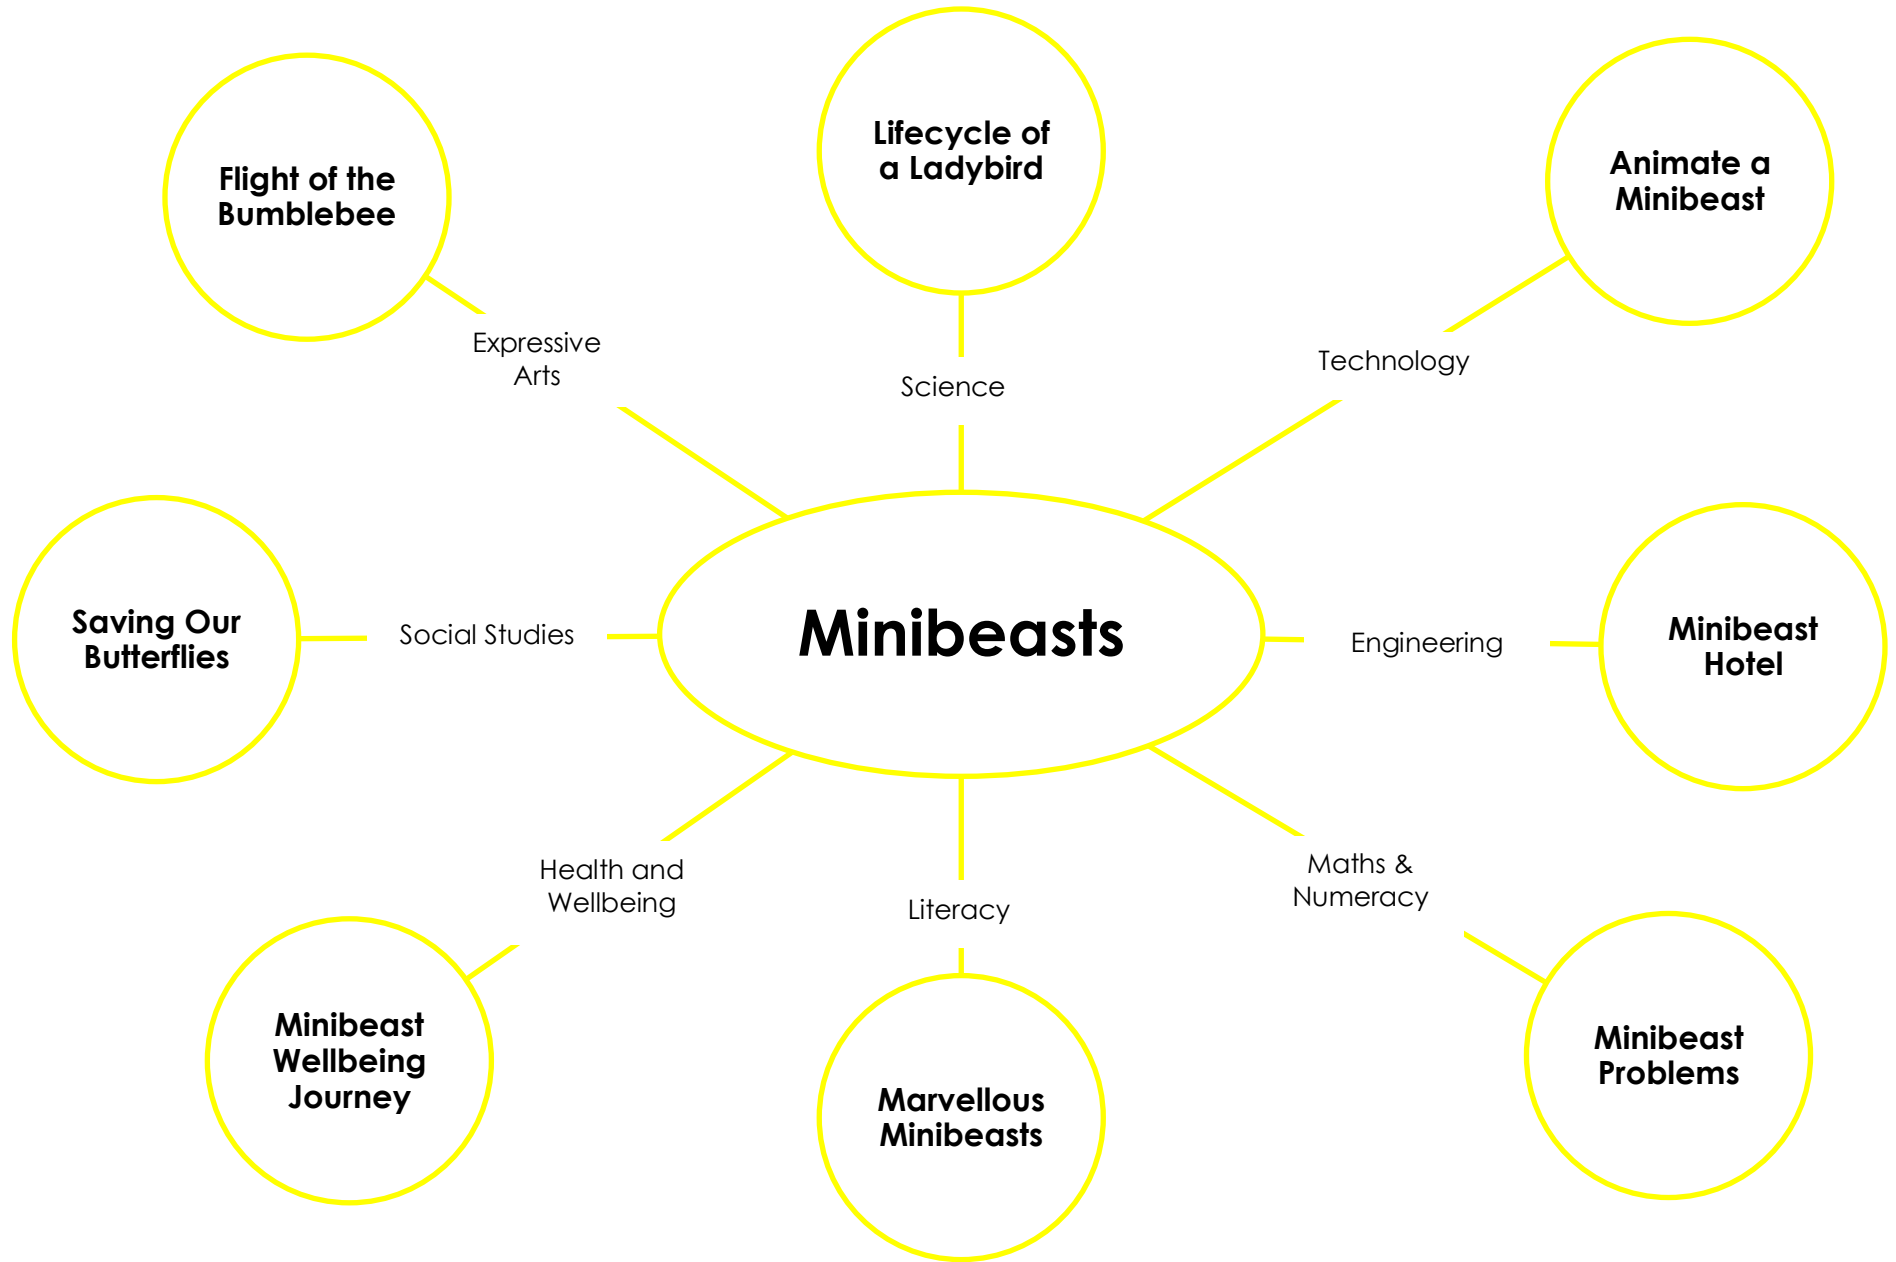 Lifecycle of
a Ladybird
Flight of the
Bumblebee
Animate a
Minibeast
Expressive
Arts
Science
Technology
Saving Our
Butterflies
Social Studies
Minibeasts
Engineering
Minibeast
Hotel
Health and
Wellbeing
Literacy
Maths &
Numeracy
Minibeast
Wellbeing
Journey
Marvellous
Minibeasts
Minibeast
Problems